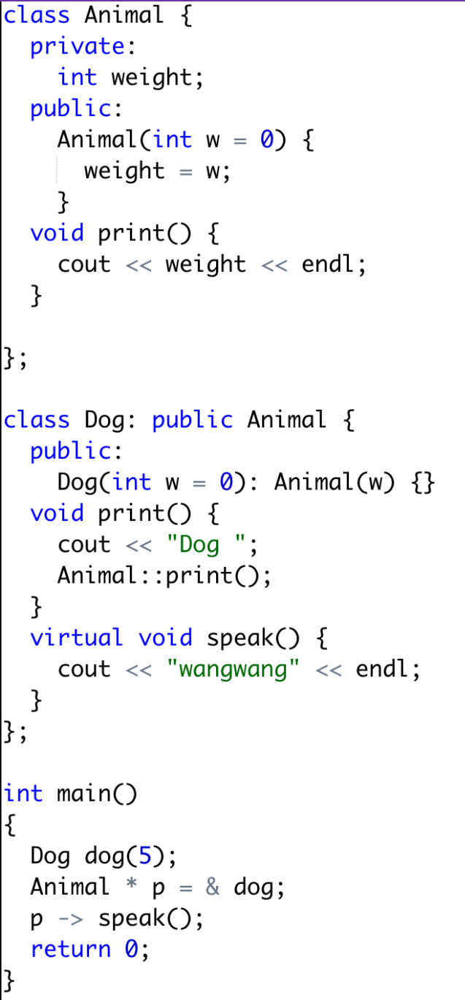 class Animal {
  private:
    int weight;
  public:
    Animal(int w = 0) {
      weight = w;
    }
  void print() {
    cout << weight << endl;
  }

};

class Dog: public Animal {
  public:
    Dog(int w = 0): Animal(w) {}
  void print() {
    cout << "Dog ";
    Animal::print();
  }
  virtual void speak() {
    cout << "wangwang" << endl;
  }
};

int main()
{
  Dog dog(5);
  Animal * p = & dog;
  p -> speak();
  return 0;
}